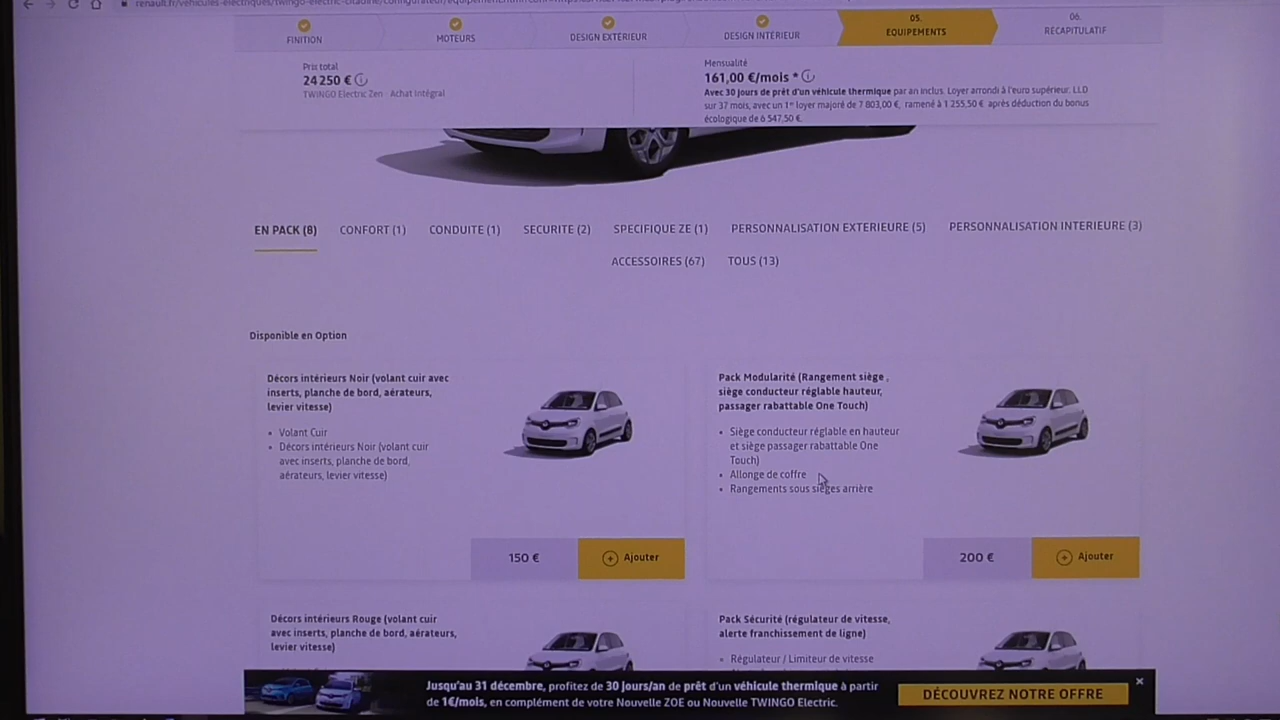 FINITION
MOTEURS
DESIGN EXTÉRIEUR
DESIGN INTÉRIEUR
05.
ÉQUIPEMENTS
06.
RÉCAPITULATIF
Prix total
24 250 €
TWINGO Electric Zen - Achat Intégral
Mensualité
161,00 €/mois *
Avec 30 jours de prêt d'un véhicule thermique par an inclus. Loyer arrondi à l'euro supérieur. LLD
sur 37 mois, avec un 1er loyer majoré de 7 803,00 €, ramené à 1 255,50 € après déduction du bonus
écologique de 6 547,50 €.
EN PACK (8)
CONFORT (1)
CONDUITE (1)
SECURITE (2)
SPECIFIQUE ZE (1)
PERSONNALISATION EXTERIEURE (5)
PERSONNALISATION INTERIEURE (3)
ACCESSOIRES (67)
TOUS (13)
Disponible en Option
Décors intérieurs Noir (volant cuir avec
inserts, planche de bord, aérateurs,
levier vitesse)
• Volant Cuir
• Décors intérieurs Noir (volant cuir
avec inserts, planche de bord,
aérateurs, levier vitesse)
150 €
Ajouter
Pack Modularité (Rangement siège ,
siège conducteur réglable hauteur,
passager rabattable One Touch)
• Siège conducteur réglable en hauteur
et siège passager rabattable One
Touch)
• Allonge de coffre
• Rangements sous sièges arrière
200 €
Ajouter
Décors intérieurs Rouge (volant cuir
avec inserts, planche de bord, aérateurs,
levier vitesse)
Pack Sécurité (régulateur de vitesse,
alerte franchissement de ligne)
• Régulateur / Limiteur de vitesse
Jusqu'au 31 décembre, profitez de 30 jours/an de prêt d'un véhicule thermique à partir
de 1€/mois, en complément de votre Nouvelle ZOE ou Nouvelle TWINGO Electric.
DÉCOUVREZ NOTRE OFFRE